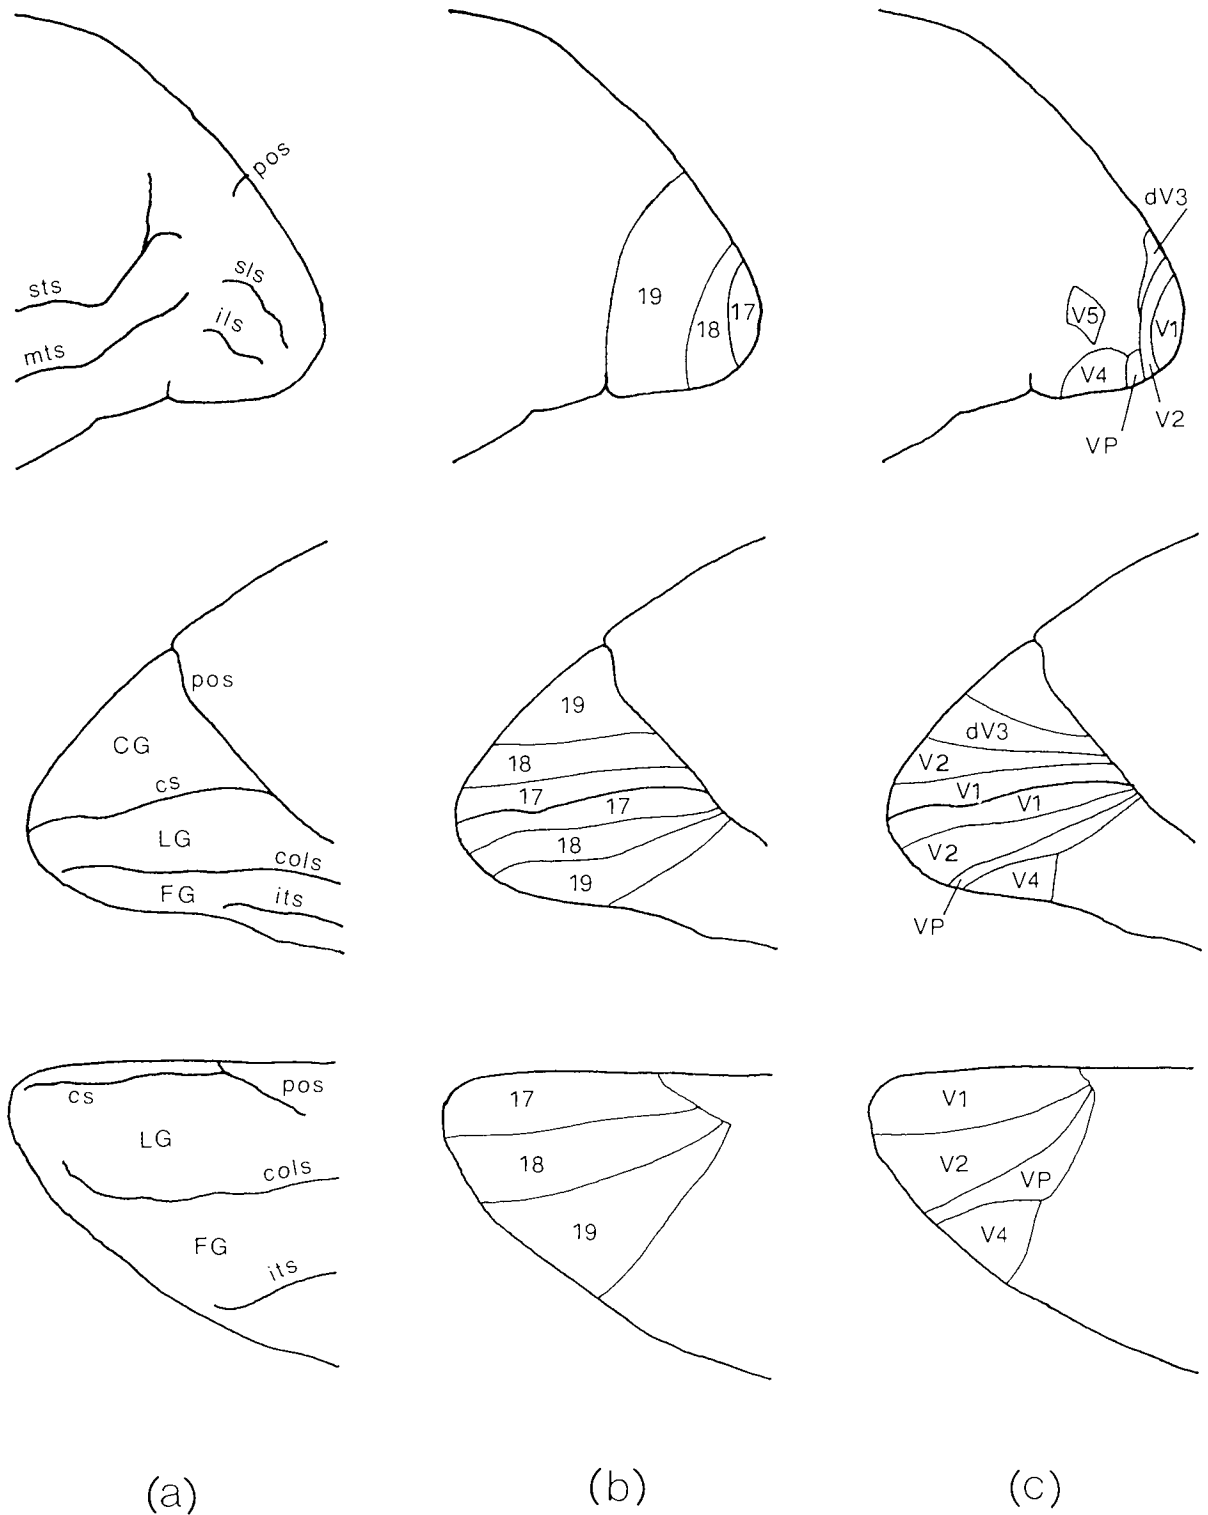 pos
sls
ils
sts
mts
19
18
17
dV3
V5
V1
V4
V2
VP
pos
CG
cs
LG
cols
FG
its
19
18
17
17
18
19
dV3
V2
V1
V1
V2
V4
VP
cs
pos
LG
cols
FG
its
17
18
19
V1
V2
VP
V4
(a)
(b)
(c)